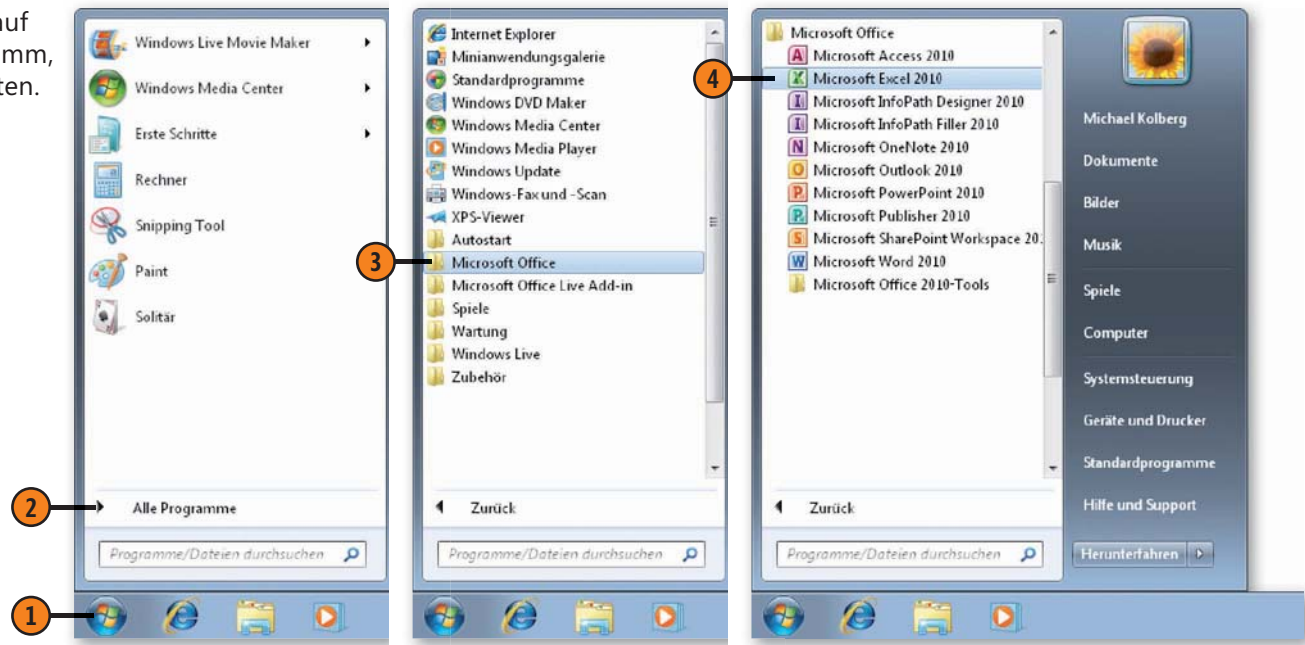 auf
mm,
ten.
Windows Live Movie Maker
Windows Media Center
Erste Schritte
Rechner
Snipping Tool
Paint
Solitär
2
Alle Programme
Programme/Dateien durchsuchen
1
Internet Explorer
Minianwendungsgalerie
Standardprogramme
Windows DVD Maker
Windows Media Center
Windows Media Player
Windows Update
Windows-Fax und -Scan
XPS-Viewer
Autostart
3
Microsoft Office
Microsoft Office Live Add-in
Spiele
Wartung
Windows Live
Zubehör
Zurück
Programme/Dateien durchsuchen
Microsoft Office
Microsoft Access 2010
4
Microsoft Excel 2010
Microsoft InfoPath Designer 2010
Microsoft InfoPath Filler 2010
Microsoft OneNote 2010
Microsoft Outlook 2010
Microsoft PowerPoint 2010
Microsoft Publisher 2010
Microsoft SharePoint Workspace 20
Microsoft Word 2010
Microsoft Office 2010-Tools
Zurück
Programme/Dateien durchsuchen
Michael Kolberg
Dokumente
Bilder
Musik
Spiele
Computer
Systemsteuerung
Geräte und Drucker
Standardprogramme
Hilfe und Support
Herunterfahren